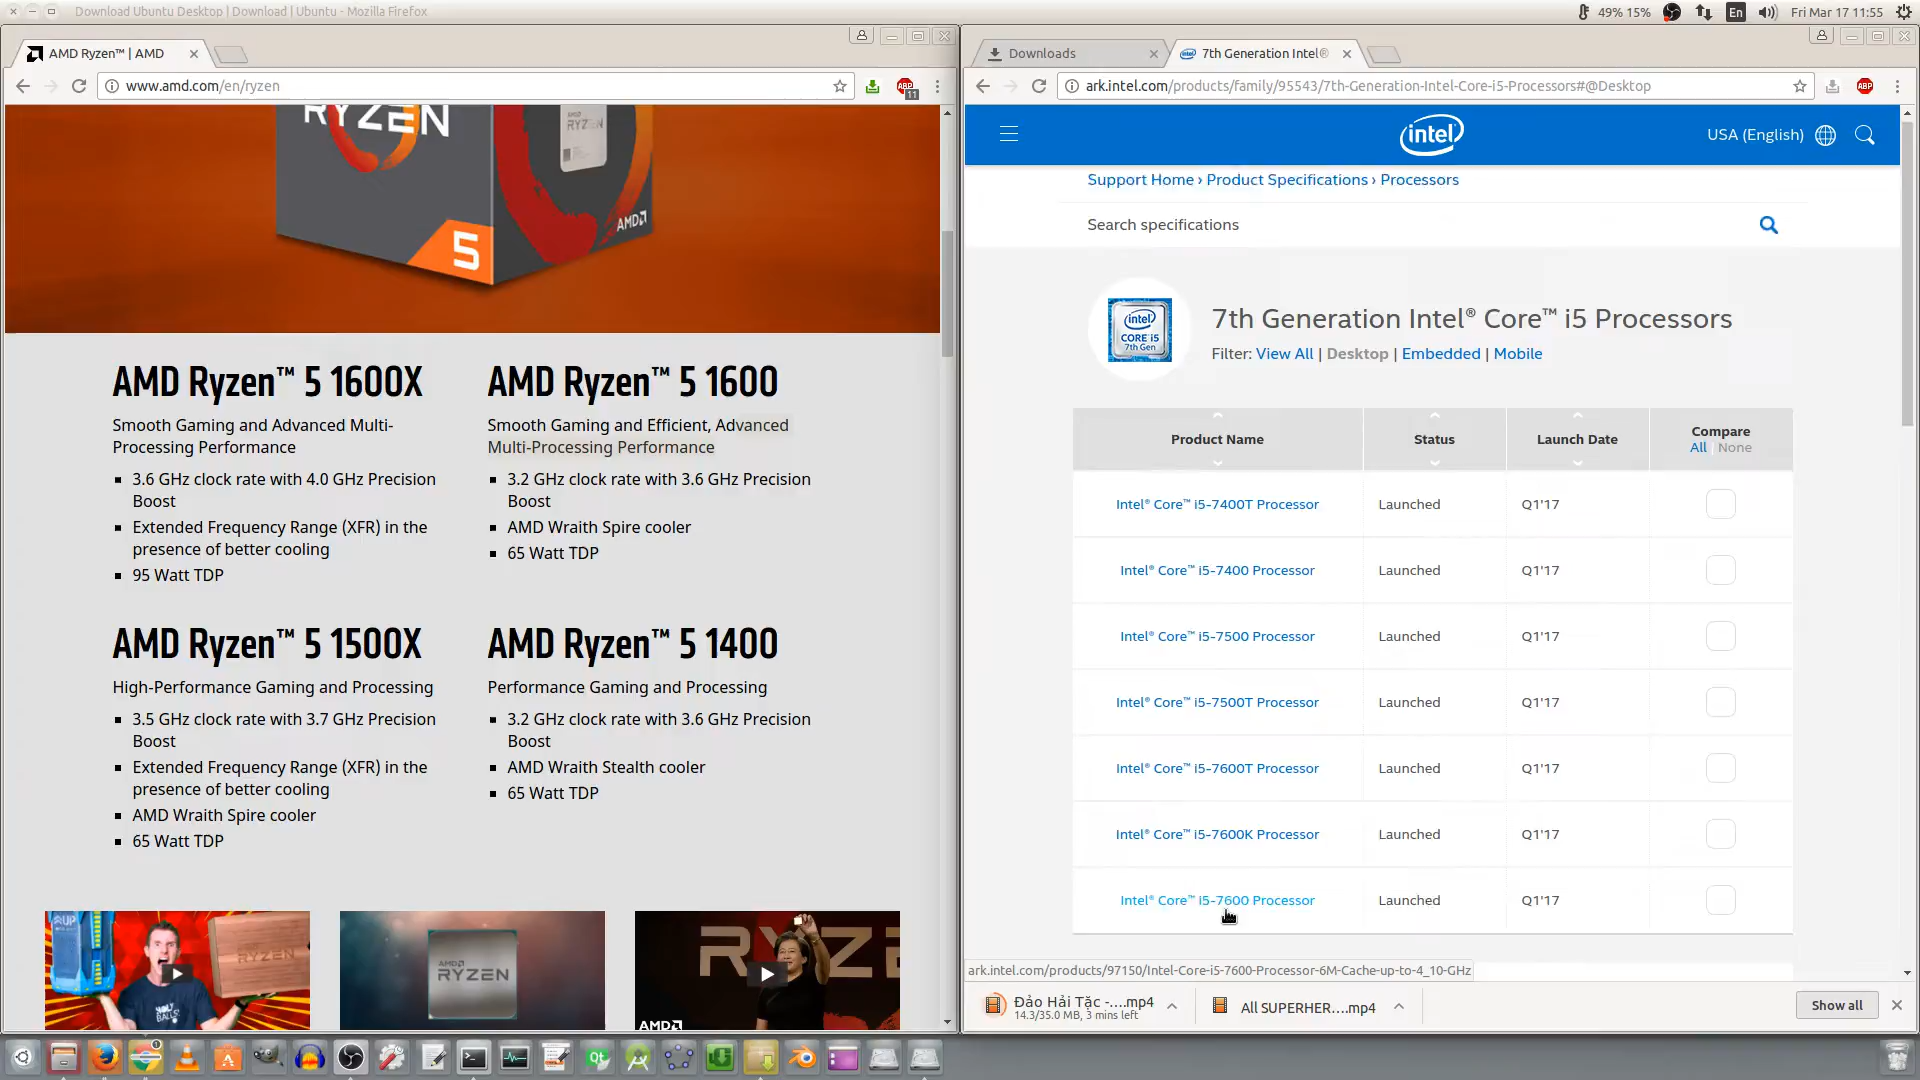 Download Ubuntu Desktop | Download | Ubuntu - Mozilla Firefox
49% 15%
En
Fri Mar 17 11:55
AMD Ryzen™ | AMD
www.amd.com/en/ryzen
ABP
11
RYZEN
RYZEN
AMD
5
AMD Ryzen™ 5 1600X
Smooth Gaming and Advanced Multi-
Processing Performance
3.6 GHz clock rate with 4.0 GHz Precision
Boost
Extended Frequency Range (XFR) in the
presence of better cooling
95 Watt TDP
AMD Ryzen™ 5 1600
Smooth Gaming and Efficient, Advanced
Multi-Processing Performance
3.2 GHz clock rate with 3.6 GHz Precision
Boost
AMD Wraith Spire cooler
65 Watt TDP
AMD Ryzen™ 5 1500X
High-Performance Gaming and Processing
3.5 GHz clock rate with 3.7 GHz Precision
Boost
Extended Frequency Range (XFR) in the
presence of better cooling
AMD Wraith Spire cooler
65 Watt TDP
AMD Ryzen™ 5 1400
Performance Gaming and Processing
3.2 GHz clock rate with 3.6 GHz Precision
Boost
AMD Wraith Stealth cooler
65 Watt TDP
RYZEN
AMD
RYZEN
RYZE
AMD
Downloads
7th Generation Intel®
ark.intel.com/products/family/95543/7th-Generation-Intel-Core-i5-Processors#@Desktop
ABP
intel
USA (English)
Support Home › Product Specifications › Processors
Search specifications
intel
CORE i5
7th Gen
7th Generation Intel® Core™ i5 Processors
Filter: View All | Desktop | Embedded | Mobile
Product Name Status Launch Date Compare
All | None
Intel® Core™ i5-7400T Processor Launched Q1'17
Intel® Core™ i5-7400 Processor Launched Q1'17
Intel® Core™ i5-7500 Processor Launched Q1'17
Intel® Core™ i5-7500T Processor Launched Q1'17
Intel® Core™ i5-7600T Processor Launched Q1'17
Intel® Core™ i5-7600K Processor Launched Q1'17
Intel® Core™ i5-7600 Processor Launched Q1'17
ark.intel.com/products/97150/Intel-Core-i5-7600-Processor-6M-Cache-up-to-4_10-GHz
Đảo Hải Tặc -....mp4
14.3/35.0 MB, 3 mins left
All SUPERHER....mp4
Show all
Qt